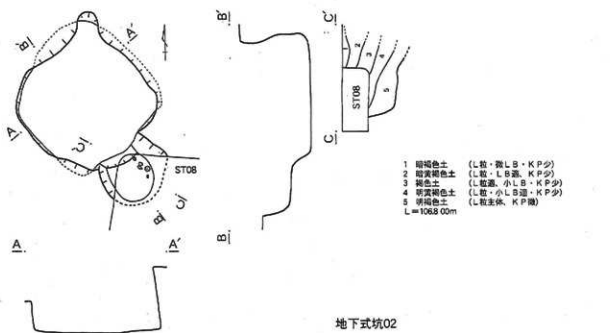 B' A'
A C'
ST08
B C
B'
B
C'
1 2 3 4 5
ST08
C
1 暗褐色土 (L粒・微LB・KP少)
2 暗黄褐色土 (L粒・LB適、KP少)
3 褐色土 (L粒適、小LB・KP少)
4 明黄褐色土 (L粒・小LB適・KP少)
5 明褐色土 (L粒主体、KP微)
L=106.800m
A A'
地下式坑02